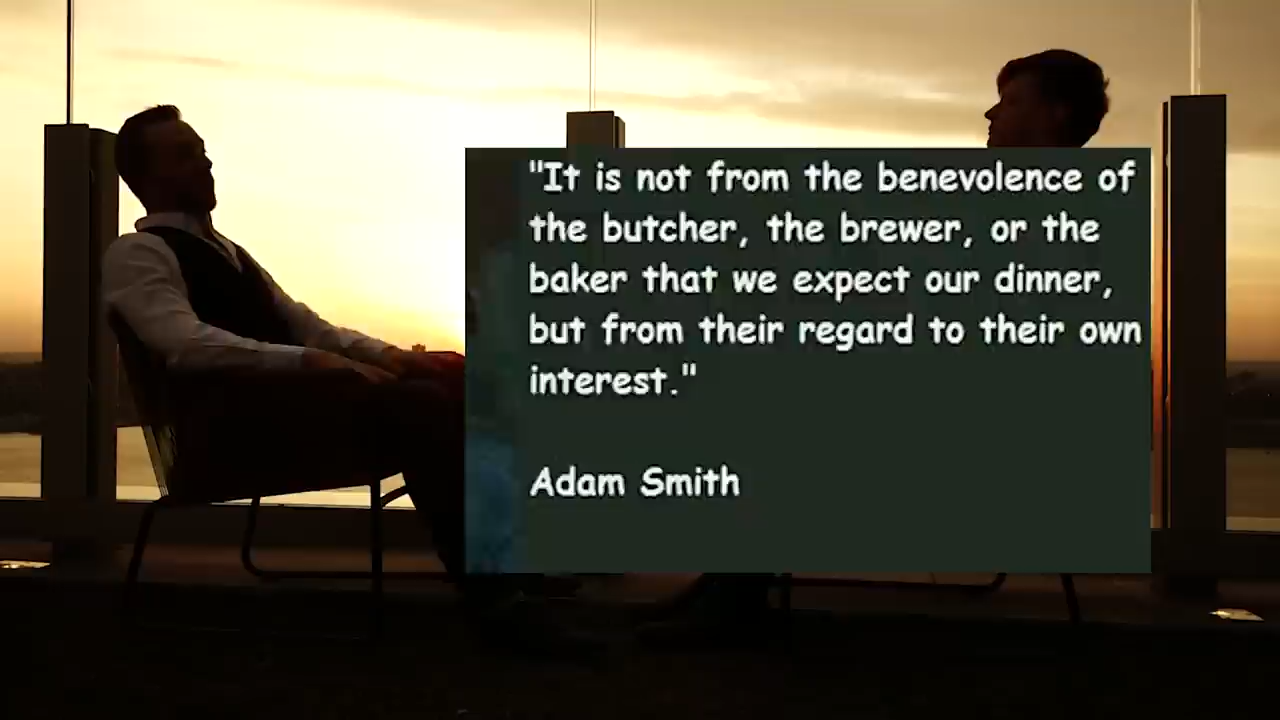 "It is not from the benevolence of
the butcher, the brewer, or the
baker that we expect our dinner,
but from their regard to their own
interest."
Adam Smith